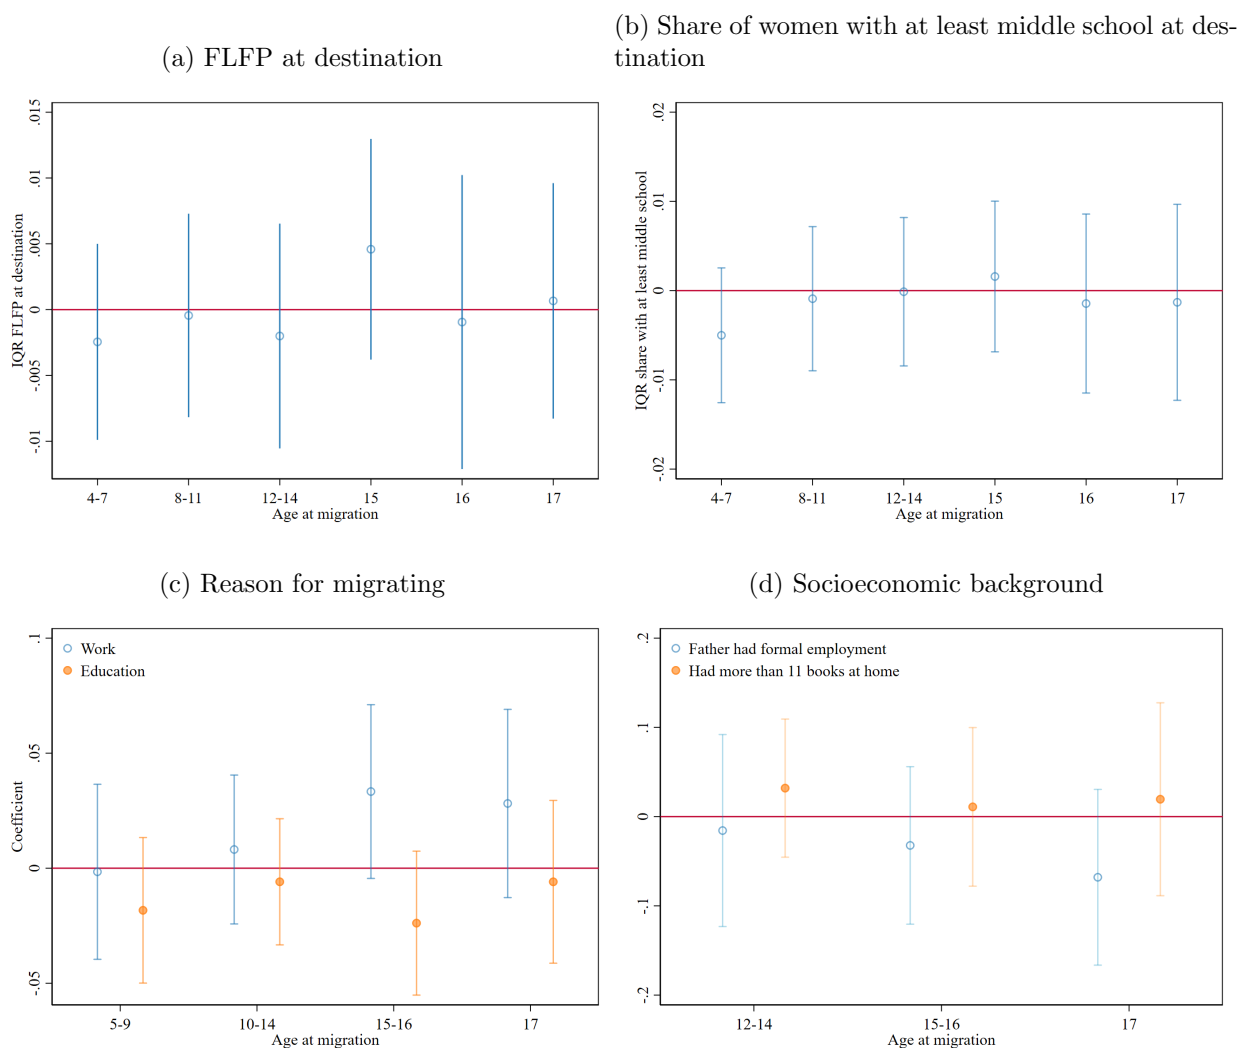 (a) FLFP at destination
(b) Share of women with at least middle school at des-
tination
IQR FLFP at destination
.015
.01
.005
0
-.005
-.01
4-7 8-11 12-14 15 16 17
Age at migration
IQR share with at least middle school
.02
.01
0
-.01
-.02
4-7 8-11 12-14 15 16 17
Age at migration
(c) Reason for migrating
Work
Education
Coefficient
.1
.05
0
-.05
5-9 10-14 15-16 17
Age at migration
(d) Socioeconomic background
Father had formal employment
Had more than 11 books at home
.2
.1
0
-.1
-.2
12-14 15-16 17
Age at migration